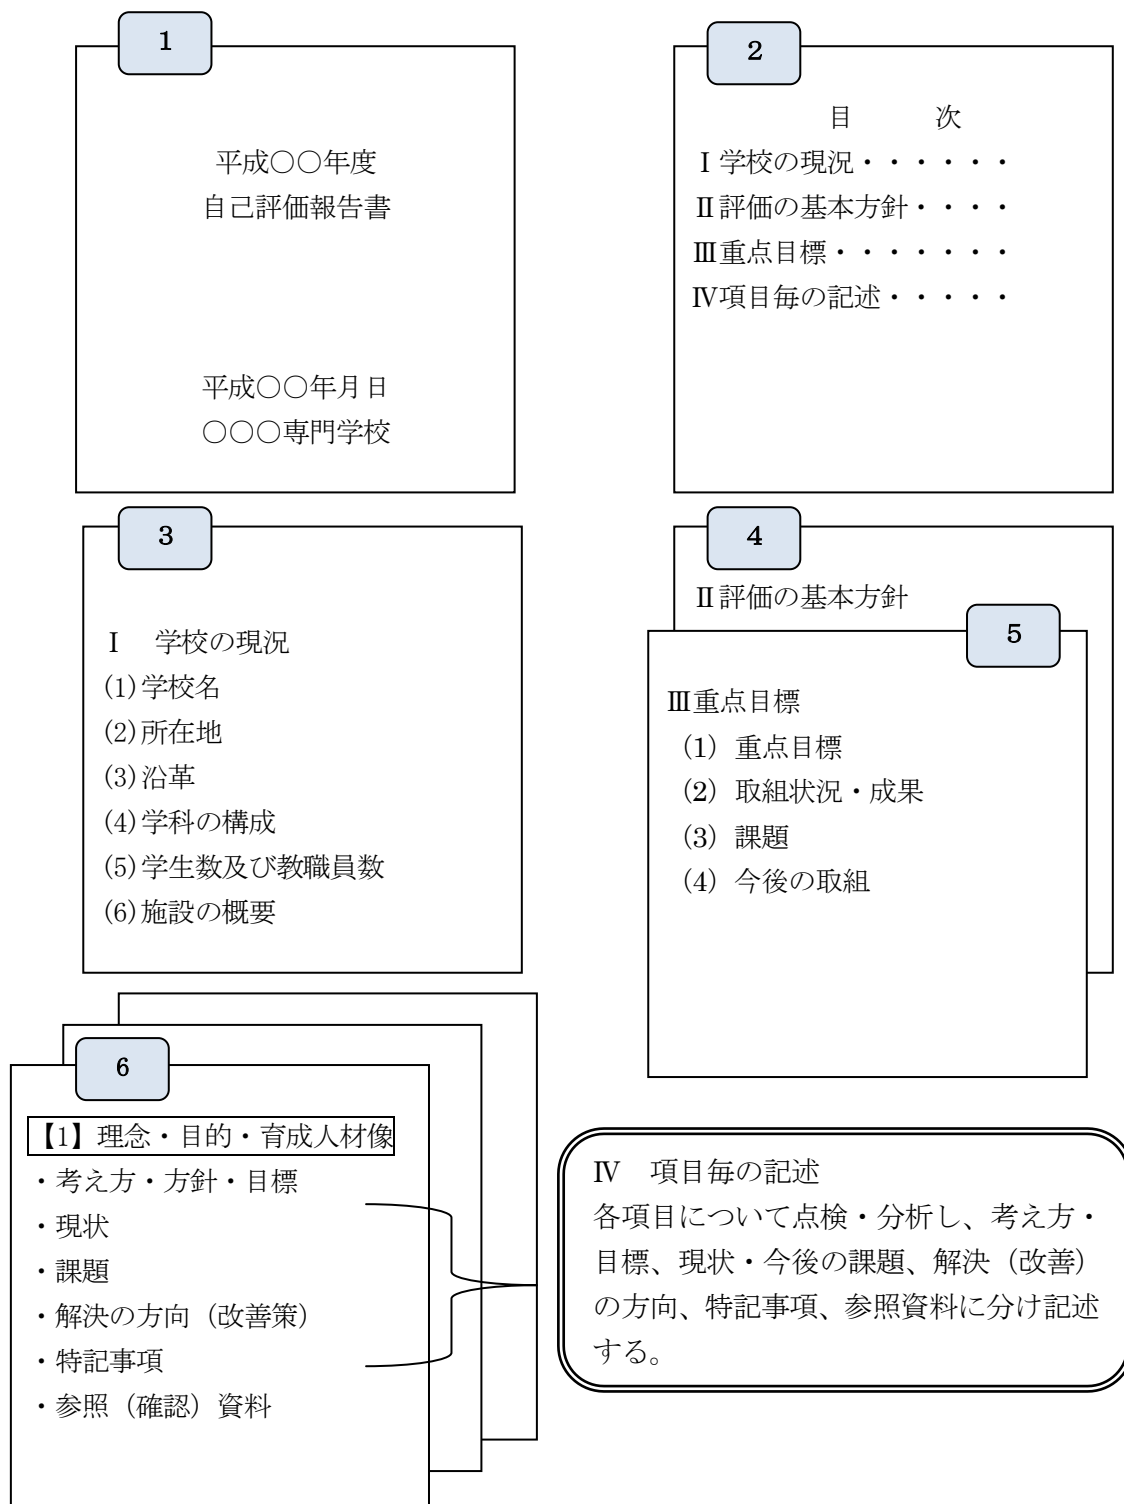 1
平成○○年度
自己評価報告書
平成○○年月日
○○○専門学校
2
目　　次
Ⅰ学校の現況・・・・・・
Ⅱ評価の基本方針・・・・
Ⅲ重点目標・・・・・・・
Ⅳ項目毎の記述・・・・・
3
Ⅰ　学校の現況
(1)学校名
(2)所在地
(3)沿革
(4)学科の構成
(5)学生数及び教職員数
(6)施設の概要
4
Ⅱ評価の基本方針
5
Ⅲ重点目標
（1）重点目標
（2）取組状況・成果
（3）課題
（4）今後の取組
6
【1】理念・目的・育成人材像
・考え方・方針・目標
・現状
・課題
・解決の方向（改善策）
・特記事項
・参照（確認）資料
Ⅳ　項目毎の記述
各項目について点検・分析し、考え方・
目標、現状・今後の課題、解決（改善）
の方向、特記事項、参照資料に分け記述
する。